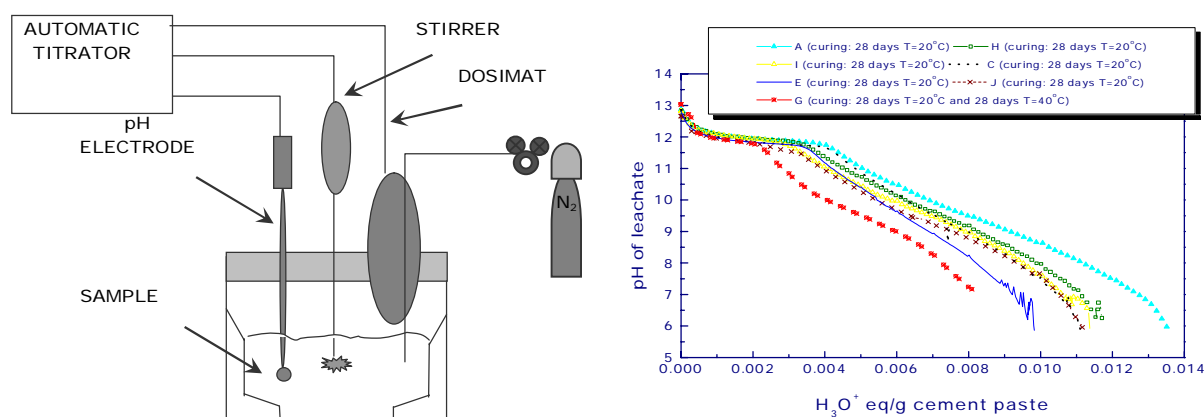 AUTOMATIC
TITRATOR
STIRRER
DOSIMAT
pH
ELECTRODE
N₂
SAMPLE
A (curing: 28 days T=20°C) H (curing: 28 days T=20°C)
I (curing: 28 days T=20°C) C (curing: 28 days T=20°C)
E (curing: 28 days T=20°C) J (curing: 28 days T=20°C)
G (curing: 28 days T=20°C and 28 days T=40°C)
14
13
12
11
10
9
8
7
6
5
pH of leachate
0.000 0.002 0.004 0.006 0.008 0.010 0.012 0.014
H₃O⁺ eq/g cement paste